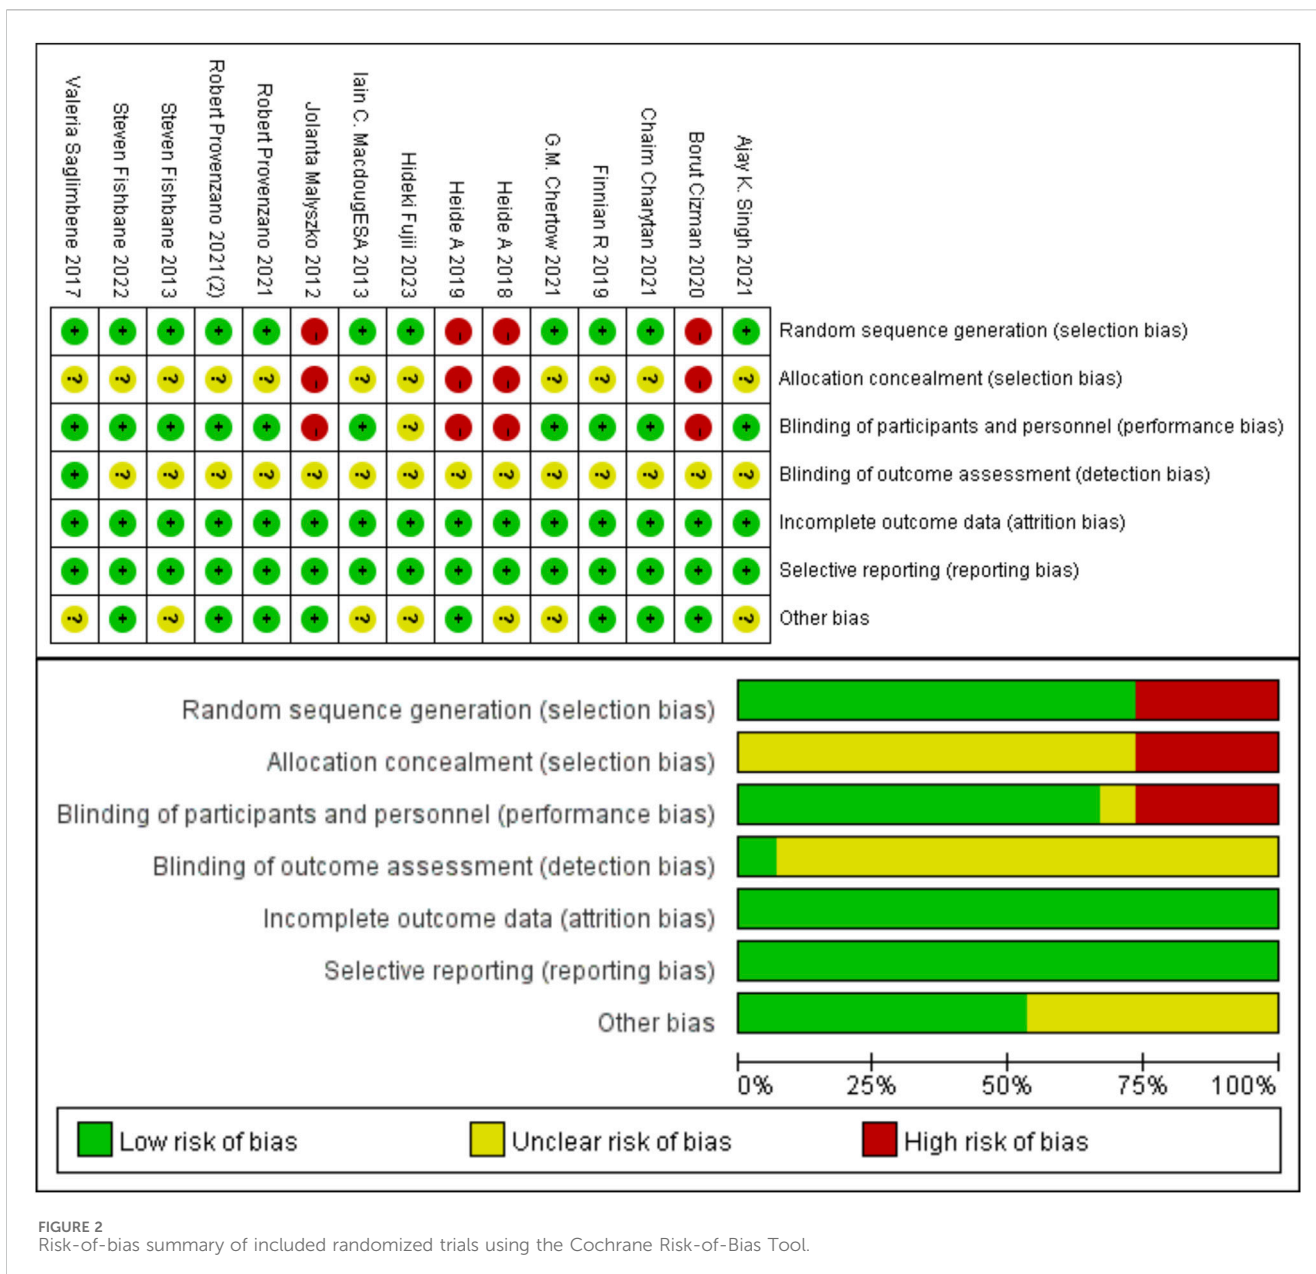 Valeria Saglimbene 2017
Steven Fishbane 2022
Steven Fishbane 2013
Robert Provenzano 2021(2)
Robert Provenzano 2021
Jolanta Malyszko 2012
Iain C. MacdougESA 2013
Hideki Fujii 2023
Heide A 2019
Heide A 2018
G.M. Chertow 2021
Finnian R 2019
Chaim Charytan 2021
Borut Cizman 2020
Ajay K. Singh 2021
+ + + + + - + + - - + + + - + Random sequence generation (selection bias)
? ? ? ? ? - ? ? - - ? ? ? - ? Allocation concealment (selection bias)
+ + + + + - + ? - - + + + - + Blinding of participants and personnel (performance bias)
+ ? ? ? ? ? ? ? ? ? ? ? ? ? ? Blinding of outcome assessment (detection bias)
+ + + + + + + + + + + + + + + Incomplete outcome data (attrition bias)
+ + + + + + + + + + + + + + + Selective reporting (reporting bias)
? + ? + + + ? ? + ? ? + + + ? Other bias
Random sequence generation (selection bias)
Allocation concealment (selection bias)
Blinding of participants and personnel (performance bias)
Blinding of outcome assessment (detection bias)
Incomplete outcome data (attrition bias)
Selective reporting (reporting bias)
Other bias
0% 25% 50% 75% 100%
Low risk of bias Unclear risk of bias High risk of bias
FIGURE 2
Risk-of-bias summary of included randomized trials using the Cochrane Risk-of-Bias Tool.